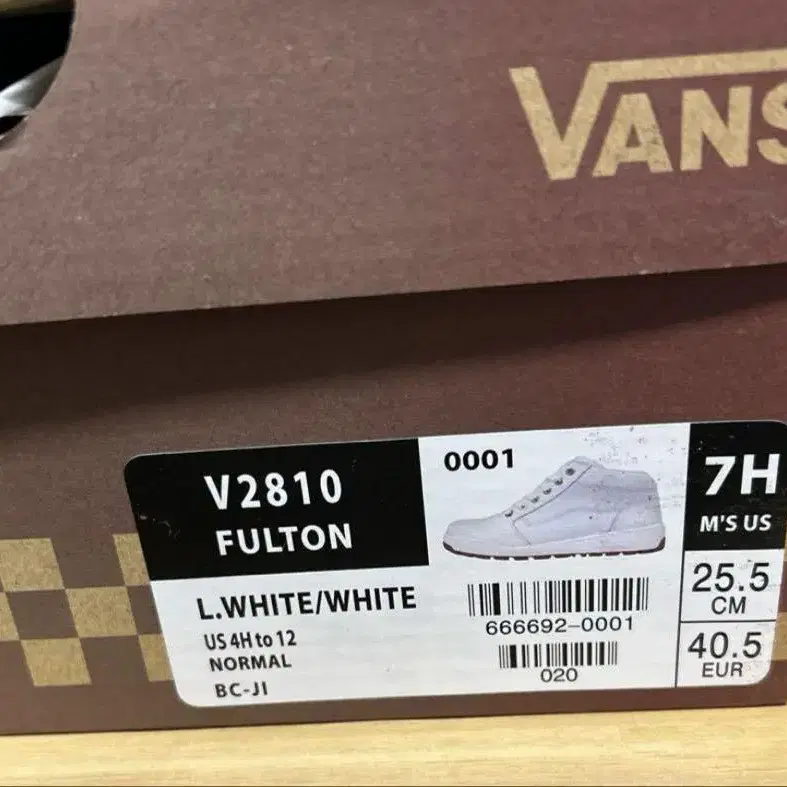 VANS
V2810
FULTON
0001
7H
M'S US
L.WHITE/WHITE
US 4H to 12
NORMAL
BC-JI
666692-0001
020
25.5
CM
40.5
EUR